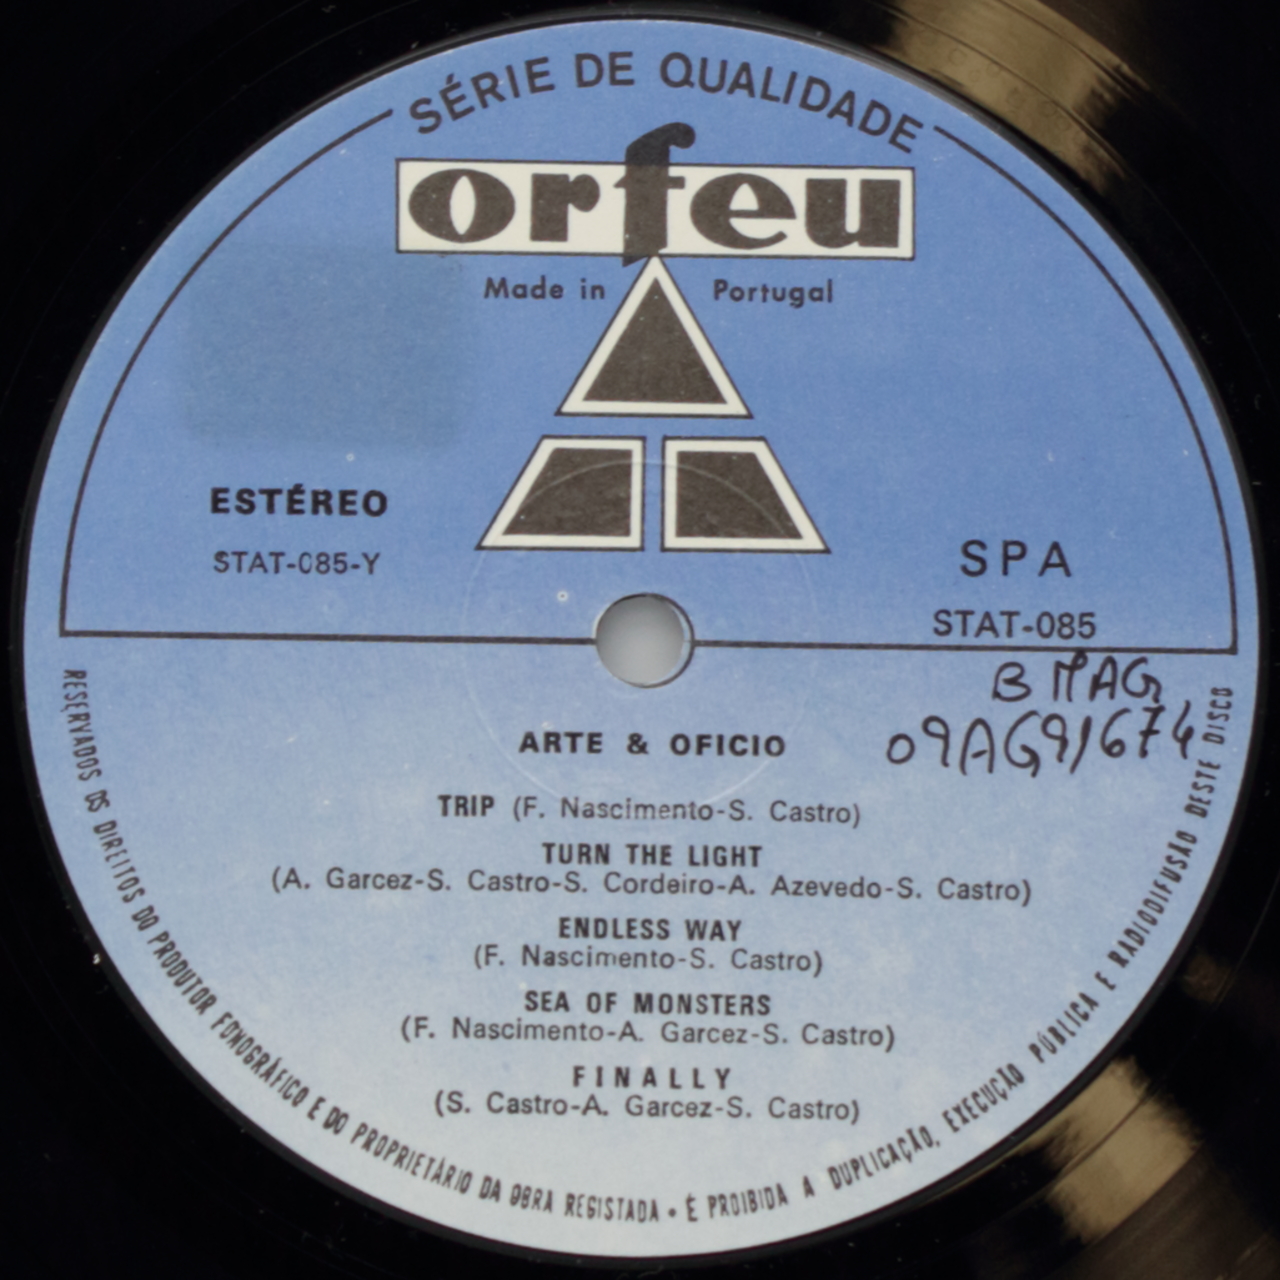 SÉRIE DE QUALIDADE
orfeu
Made in Portugal
ESTÉREO
STAT-085-Y
SPA
STAT-085
B MAG
09AG91674
ARTE & OFICIO
TRIP (F. Nascimento-S. Castro)
TURN THE LIGHT
(A. Garcez-S. Castro-S. Cordeiro-A. Azevedo-S. Castro)
ENDLESS WAY
(F. Nascimento-S. Castro)
SEA OF MONSTERS
(F. Nascimento-A. Garcez-S. Castro)
FINALLY
(S. Castro-A. Garcez-S. Castro)
RESERVADOS OS DIREITOS DO PRODUTOR FONOGRÁFICO E DO PROPRIETÁRIO DA OBRA REGISTADA • É PROIBIDA A DUPLICAÇÃO, EXECUÇÃO PÚBLICA E RADIODIFUSÃO DESTE DISCO